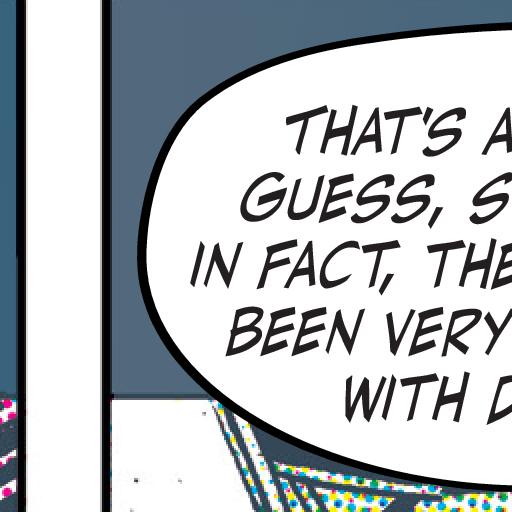 THAT'S A
GUESS, S
IN FACT, THE
BEEN VERY
WITH D